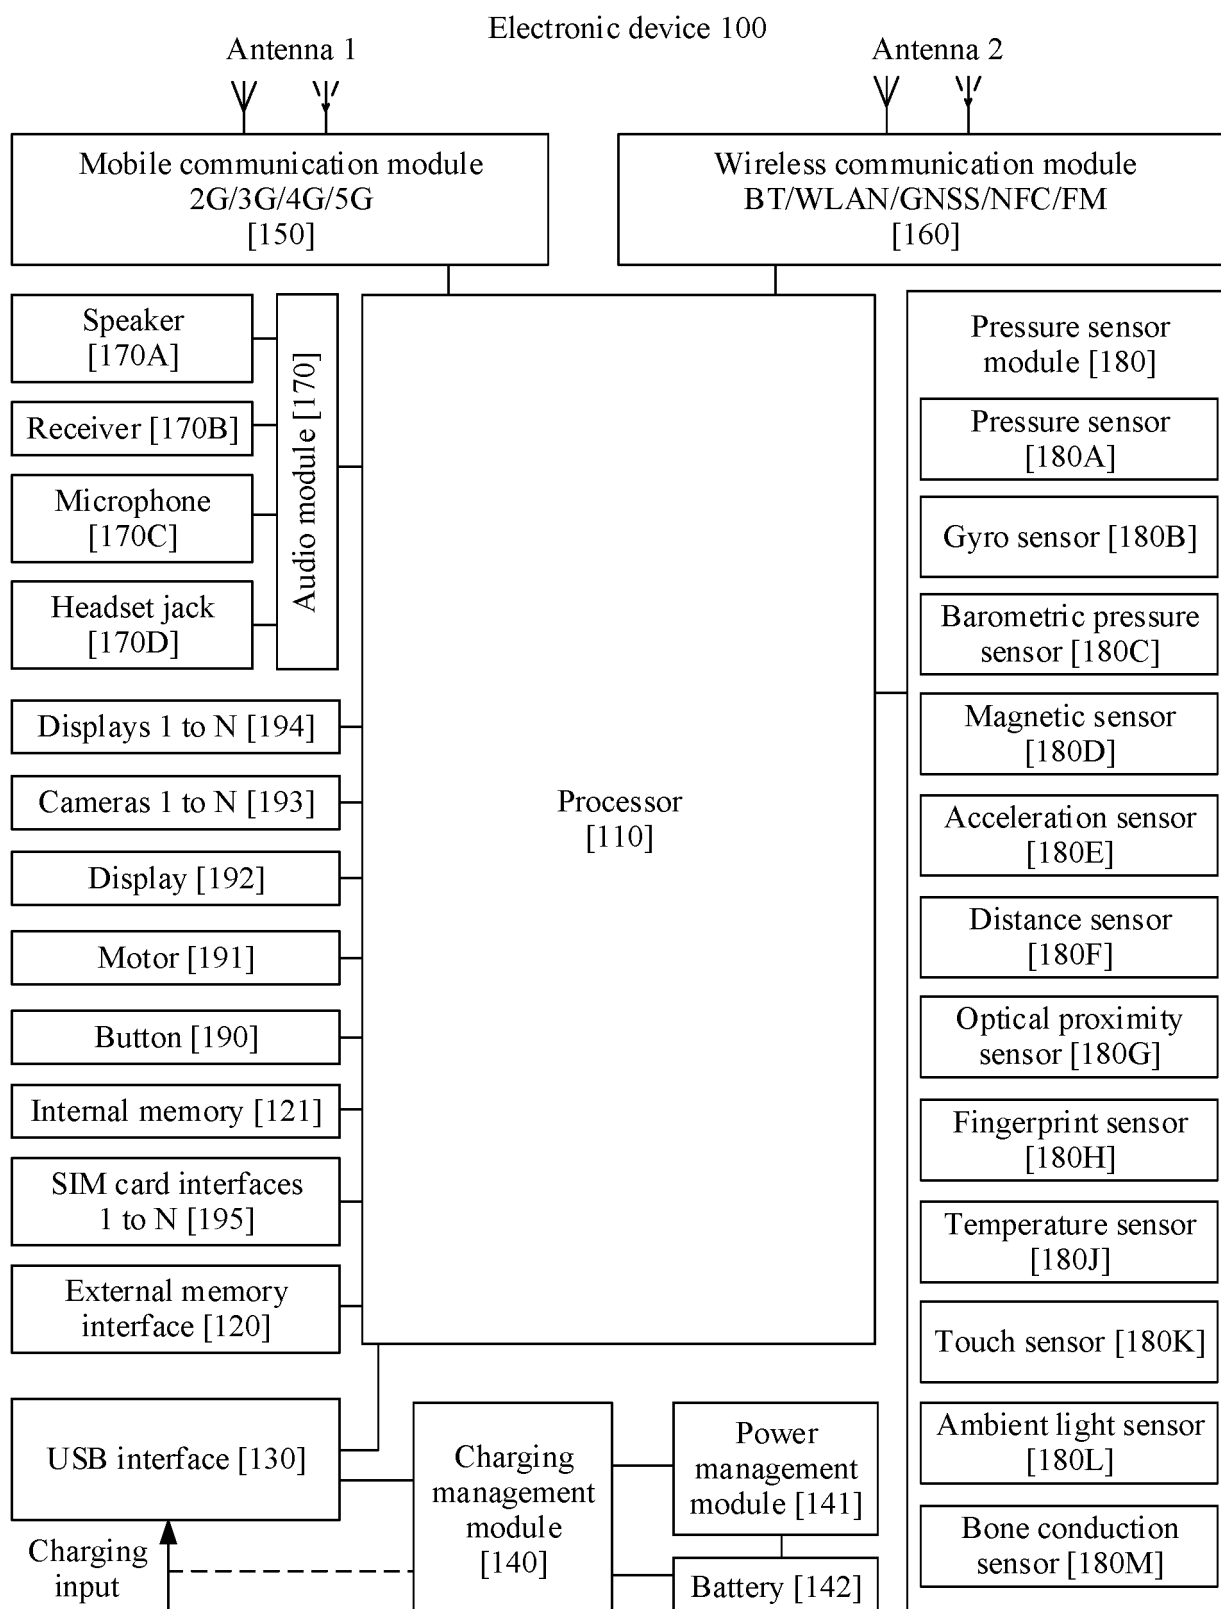 Electronic device 100
Antenna 1
Antenna 2
Mobile communication module
2G/3G/4G/5G
[150]
Wireless communication module
BT/WLAN/GNSS/NFC/FM
[160]
Speaker
[170A]
Receiver [170B]
Microphone
[170C]
Headset jack
[170D]
Audio module [170]
Displays 1 to N [194]
Cameras 1 to N [193]
Display [192]
Motor [191]
Button [190]
Internal memory [121]
SIM card interfaces
1 to N [195]
External memory
interface [120]
Processor
[110]
Pressure sensor
module [180]
Pressure sensor
[180A]
Gyro sensor [180B]
Barometric pressure
sensor [180C]
Magnetic sensor
[180D]
Acceleration sensor
[180E]
Distance sensor
[180F]
Optical proximity
sensor [180G]
Fingerprint sensor
[180H]
Temperature sensor
[180J]
Touch sensor [180K]
Ambient light sensor
[180L]
Bone conduction
sensor [180M]
USB interface [130]
Charging
input
Charging
management
module
[140]
Power
management
module [141]
Battery [142]